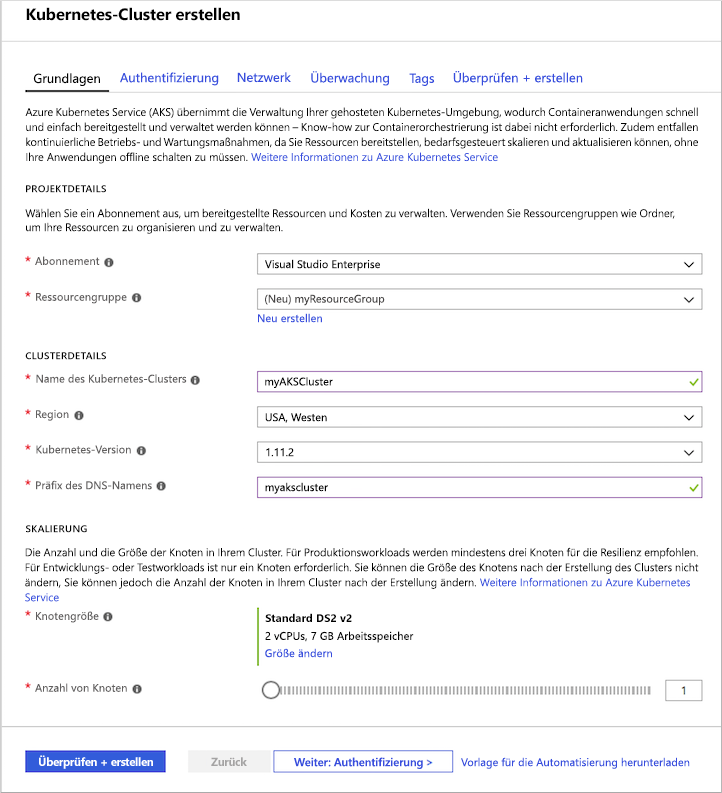 Kubernetes-Cluster erstellen
Grundlagen Authentifizierung Netzwerk Überwachung Tags Überprüfen + erstellen
Azure Kubernetes Service (AKS) übernimmt die Verwaltung Ihrer gehosteten Kubernetes-Umgebung, wodurch Containeranwendungen schnell
und einfach bereitgestellt und verwaltet werden können – Know-how zur Containerorchestrierung ist dabei nicht erforderlich. Zudem entfallen
kontinuierliche Betriebs- und Wartungsmaßnahmen, da Sie Ressourcen bereitstellen, bedarfsgesteuert skalieren und aktualisieren können, ohne
Ihre Anwendungen offline schalten zu müssen. Weitere Informationen zu Azure Kubernetes Service
PROJEKTDETAILS
Wählen Sie ein Abonnement aus, um bereitgestellte Ressourcen und Kosten zu verwalten. Verwenden Sie Ressourcengruppen wie Ordner,
um Ihre Ressourcen zu organisieren und zu verwalten.
* Abonnement Visual Studio Enterprise
* Ressourcengruppe (Neu) myResourceGroup
Neu erstellen
CLUSTERDETAILS
* Name des Kubernetes-Clusters myAKSCluster
* Region USA, Westen
* Kubernetes-Version 1.11.2
* Präfix des DNS-Namens myakscluster
SKALIERUNG
Die Anzahl und die Größe der Knoten in Ihrem Cluster. Für Produktionsworkloads werden mindestens drei Knoten für die Resilienz empfohlen.
Für Entwicklungs- oder Testworkloads ist nur ein Knoten erforderlich. Sie können die Größe des Knotens nach der Erstellung des Clusters nicht
ändern, Sie können jedoch die Anzahl der Knoten in Ihrem Cluster nach der Erstellung ändern. Weitere Informationen zu Azure Kubernetes
Service
* Knotengröße Standard DS2 v2
2 vCPUs, 7 GB Arbeitsspeicher
Größe ändern
* Anzahl von Knoten 1
Überprüfen + erstellen Zurück Weiter: Authentifizierung > Vorlage für die Automatisierung herunterladen